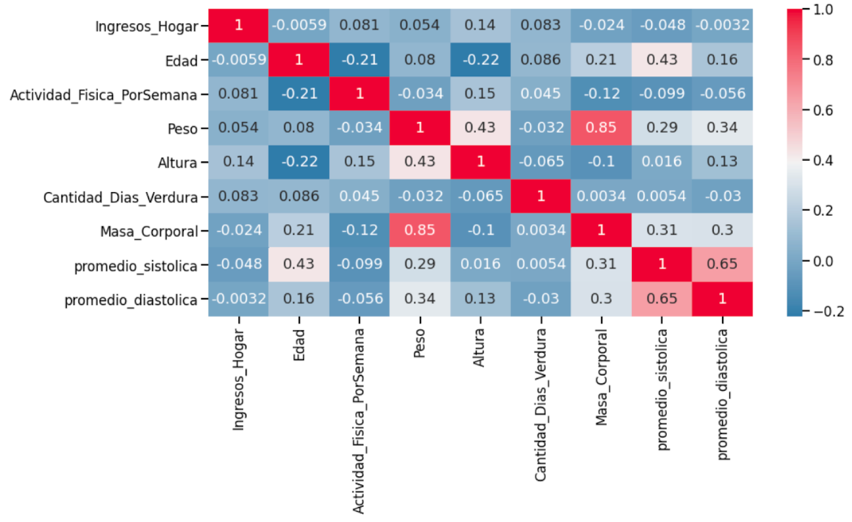 Ingresos_Hogar 1 -0.0059 0.081 0.054 0.14 0.083 -0.024 -0.048 -0.0032
Edad -0.0059 1 -0.21 0.08 -0.22 0.086 0.21 0.43 0.16
Actividad_Fisica_PorSemana 0.081 -0.21 1 -0.034 0.15 0.045 -0.12 -0.099 -0.056
Peso 0.054 0.08 -0.034 1 0.43 -0.032 0.85 0.29 0.34
Altura 0.14 -0.22 0.15 0.43 1 -0.065 -0.1 0.016 0.13
Cantidad_Dias_Verdura 0.083 0.086 0.045 -0.032 -0.065 1 0.0034 0.0054 -0.03
Masa_Corporal -0.024 0.21 -0.12 0.85 -0.1 0.0034 1 0.31 0.3
promedio_sistolica -0.048 0.43 -0.099 0.29 0.016 0.0054 0.31 1 0.65
promedio_diastolica -0.0032 0.16 -0.056 0.34 0.13 -0.03 0.3 0.65 1
Ingresos_Hogar
Edad
Actividad_Fisica_PorSemana
Peso
Altura
Cantidad_Dias_Verdura
Masa_Corporal
promedio_sistolica
promedio_diastolica
1.0
0.8
0.6
0.4
0.2
0.0
−0.2